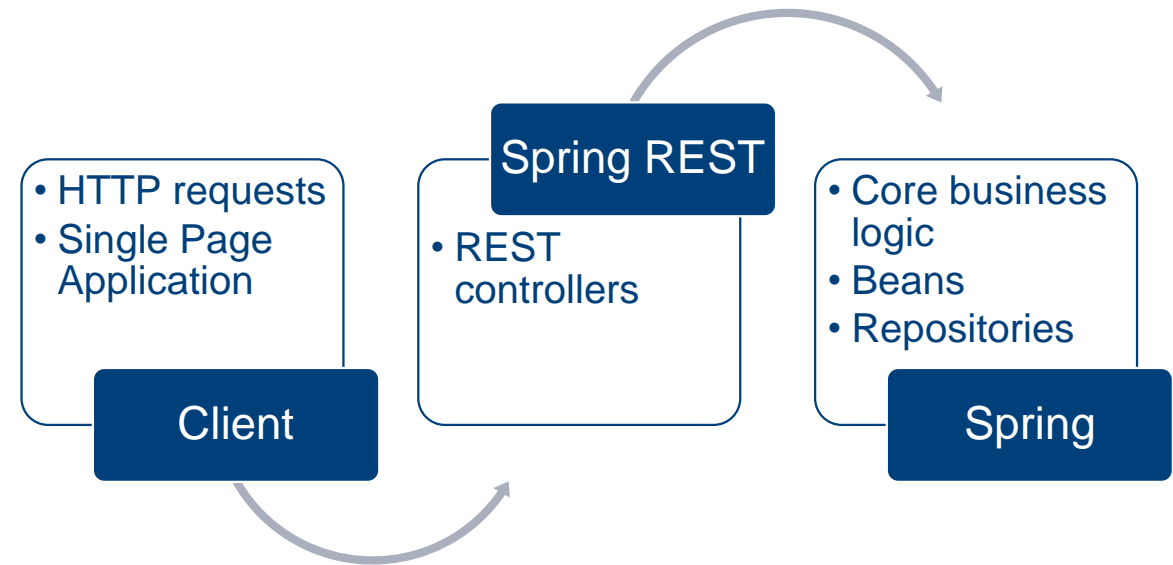 • HTTP requests
• Single Page
Application
Client
Spring REST
• REST
controllers
• Core business
logic
• Beans
• Repositories
Spring